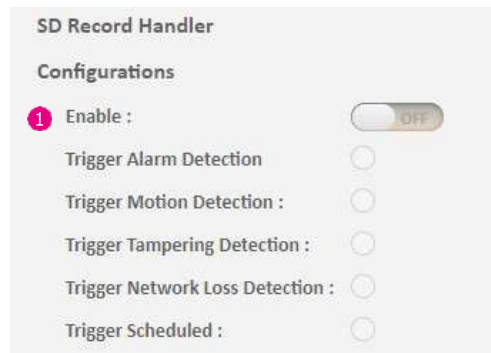 SD Record Handler
Configurations
1 Enable : OFF
Trigger Alarm Detection
Trigger Motion Detection :
Trigger Tampering Detection :
Trigger Network Loss Detection :
Trigger Scheduled :